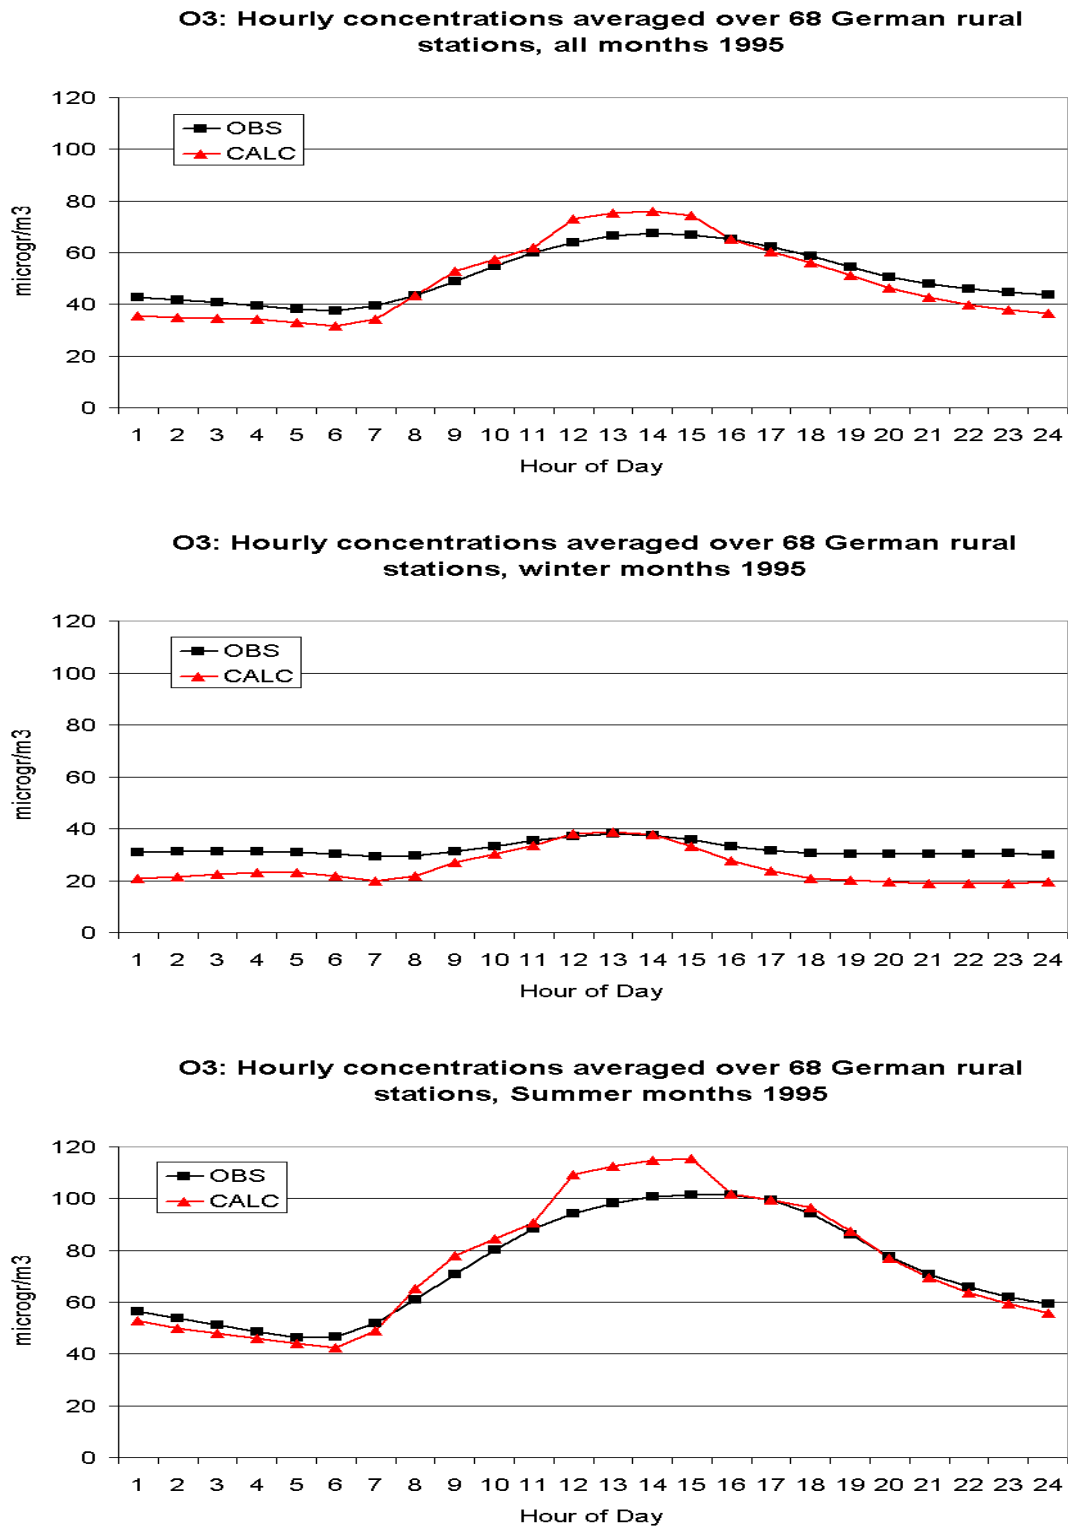 O3: Hourly concentrations averaged over 68 German rural
stations, all months 1995
120
100
80
60
40
20
0
microgr/m3
OBS
CALC
1 2 3 4 5 6 7 8 9 10 11 12 13 14 15 16 17 18 19 20 21 22 23 24
Hour of Day
O3: Hourly concentrations averaged over 68 German rural
stations, winter months 1995
120
100
80
60
40
20
0
microgr/m3
OBS
CALC
1 2 3 4 5 6 7 8 9 10 11 12 13 14 15 16 17 18 19 20 21 22 23 24
Hour of Day
O3: Hourly concentrations averaged over 68 German rural
stations, Summer months 1995
120
100
80
60
40
20
0
microgr/m3
OBS
CALC
1 2 3 4 5 6 7 8 9 10 11 12 13 14 15 16 17 18 19 20 21 22 23 24
Hour of Day